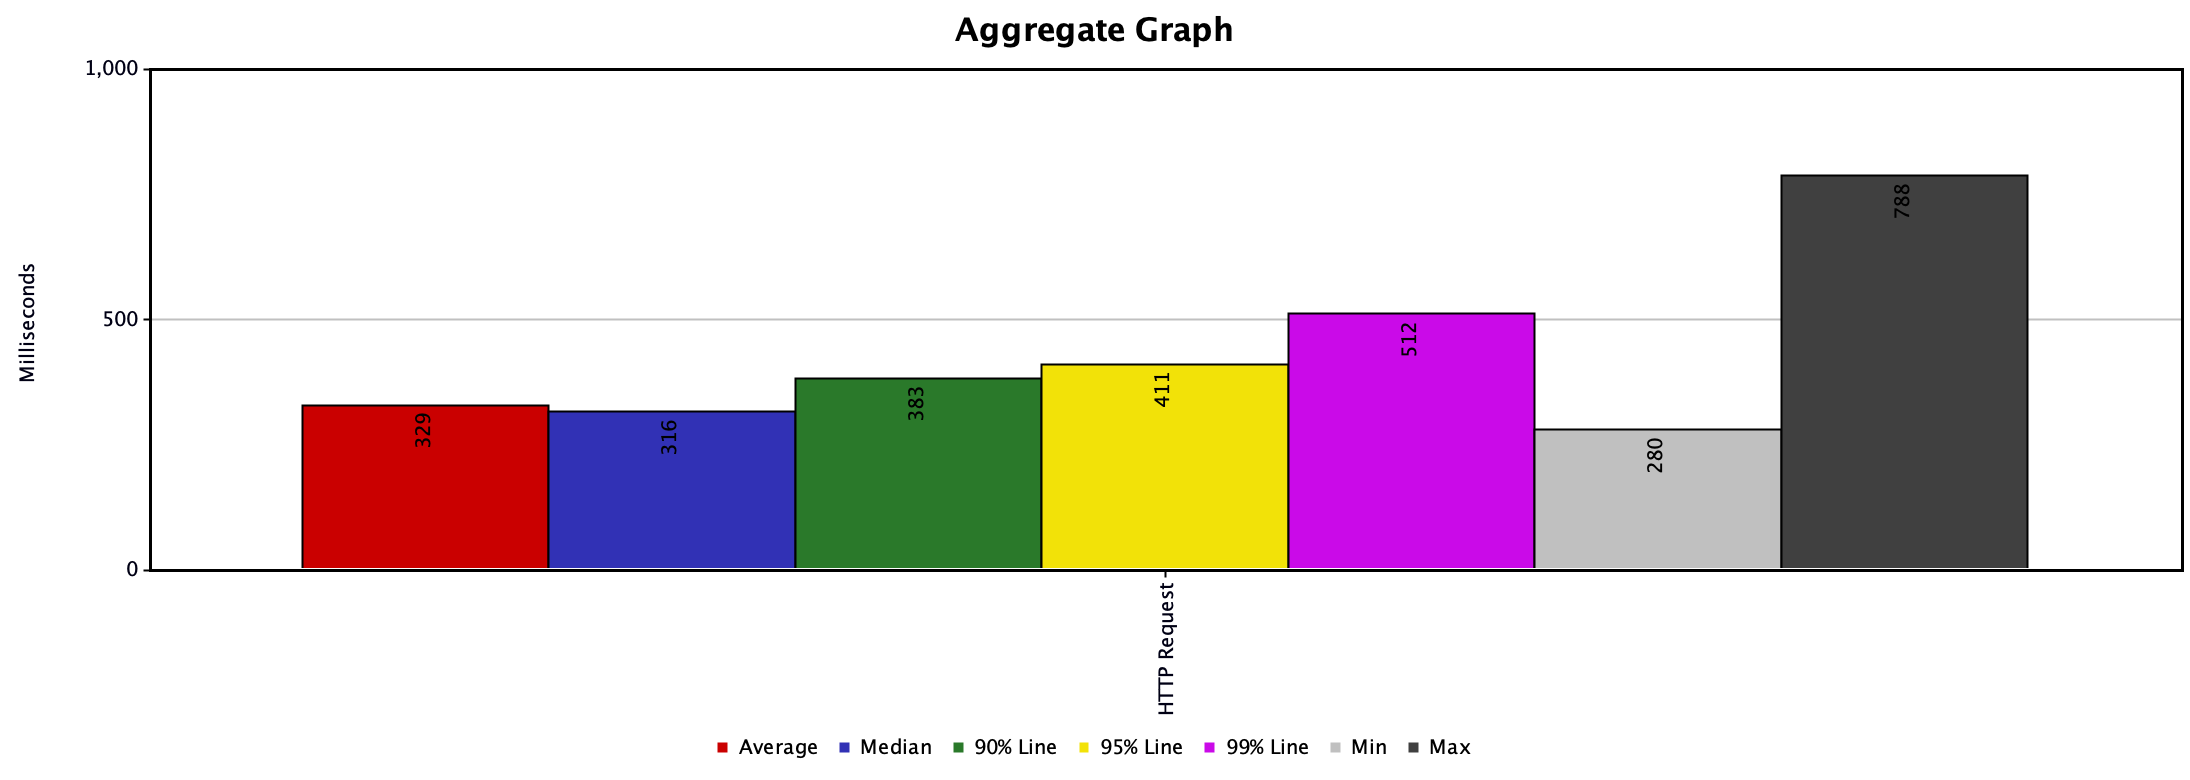 Aggregate Graph
1,000
500
0
Milliseconds
329
316
383
411
512
280
788
HTTP Request
Average Median 90% Line 95% Line 99% Line Min Max